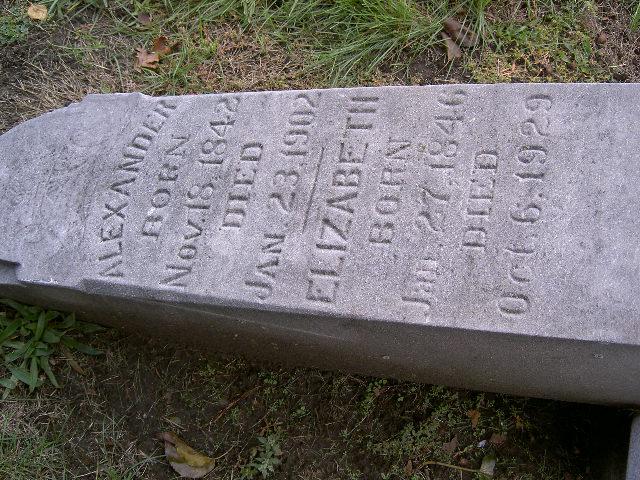 ALEXANDER
BORN
Nov. 18, 1842
DIED
JAN. 23, 1902
ELIZABETH
BORN
Jan. 27, 1846
DIED
Oct. 6, 1929